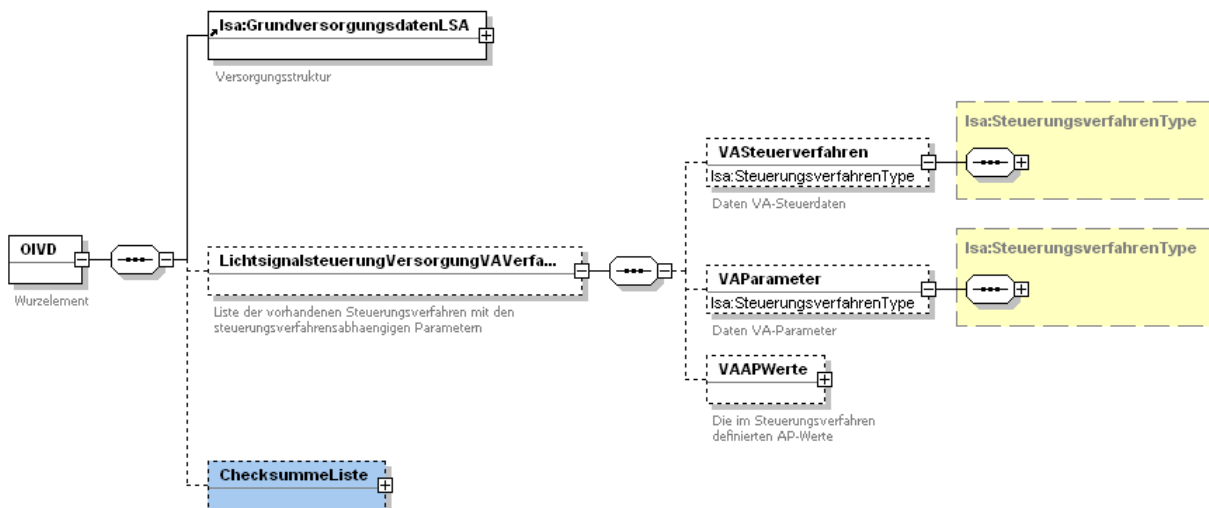 lsa:GrundversorgungsdatenLSA
Versorgungsstruktur
OIVD
Wurzelement
LichtsignalsteuerungVersorgungVAVerfa...
Liste der vorhandenen Steuerungsverfahren mit den
steuerungsverfahrensabhaengigen Parametern
VASteuerverfahren
lsa:SteuerungsverfahrenType
Daten VA-Steuerdaten
lsa:SteuerungsverfahrenType
VAParameter
lsa:SteuerungsverfahrenType
Daten VA-Parameter
lsa:SteuerungsverfahrenType
VAAPWerte
Die im Steuerungsverfahren
definierten AP-Werte
ChecksummeListe